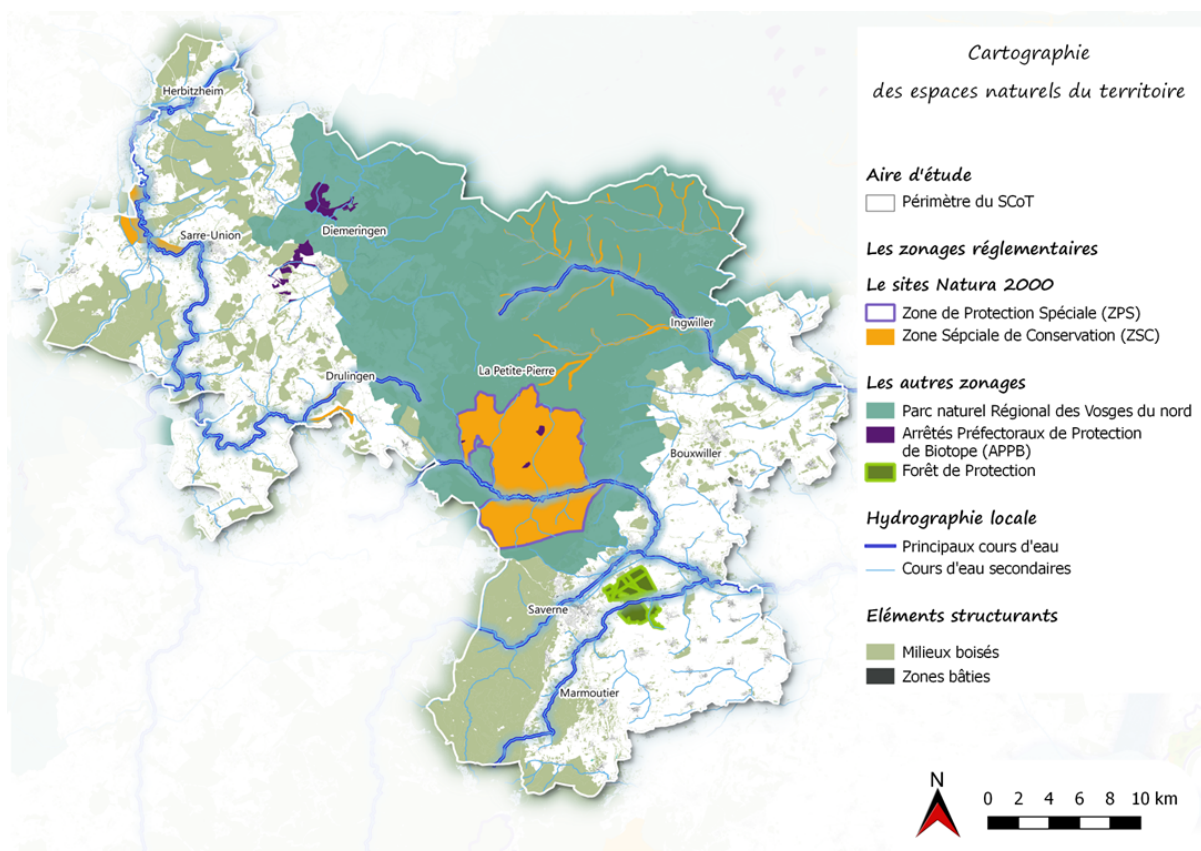 Cartographie
des espaces naturels du territoire
Aire d'étude
Périmètre du SCoT
Les zonages réglementaires
Le sites Natura 2000
Zone de Protection Spéciale (ZPS)
Zone Sépciale de Conservation (ZSC)
Les autres zonages
Parc naturel Régional des Vosges du nord
Arrêtés Préfectoraux de Protection
de Biotope (APPB)
Forêt de Protection
Hydrographie locale
Principaux cours d'eau
Cours d'eau secondaires
Eléments structurants
Milieux boisés
Zones bâties
N
0 2 4 6 8 10 km
Herbitzheim
Sarre-Union
Diemeringen
Ingwiller
La Petite-Pierre
Drulingen
Bouxwiller
Saverne
Marmoutier